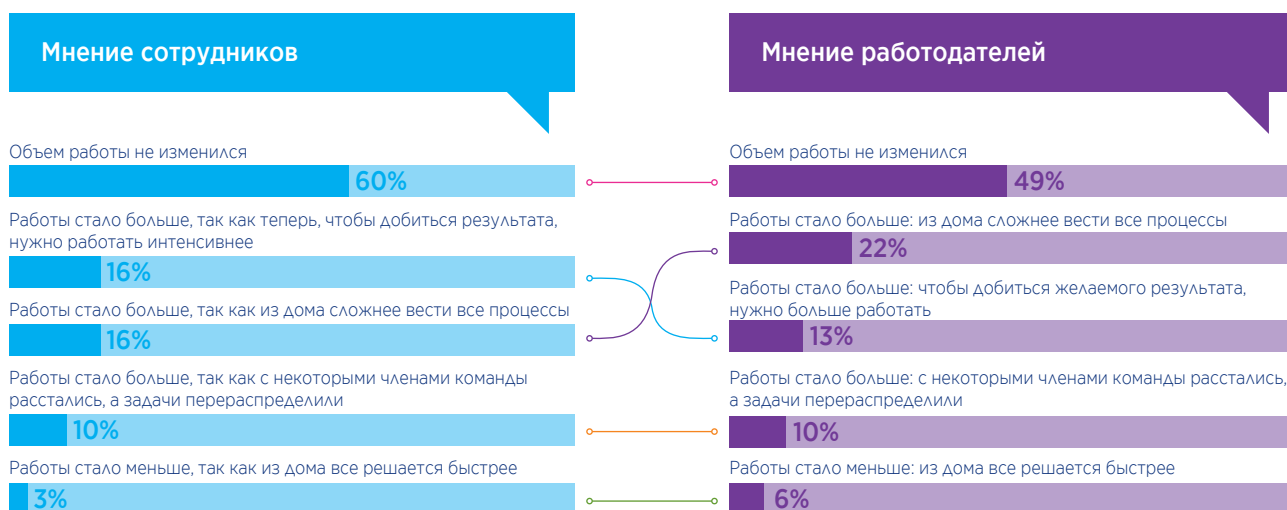 Мнение сотрудников
Объем работы не изменился
60%
Работы стало больше, так как теперь, чтобы добиться результата,
нужно работать интенсивнее
16%
Работы стало больше, так как из дома сложнее вести все процессы
16%
Работы стало больше, так как с некоторыми членами команды
расстались, а задачи перераспределили
10%
Работы стало меньше, так как из дома все решается быстрее
3%
Мнение работодателей
Объем работы не изменился
49%
Работы стало больше: из дома сложнее вести все процессы
22%
Работы стало больше: чтобы добиться желаемого результата,
нужно больше работать
13%
Работы стало больше: с некоторыми членами команды расстались,
а задачи перераспределили
10%
Работы стало меньше: из дома все решается быстрее
6%